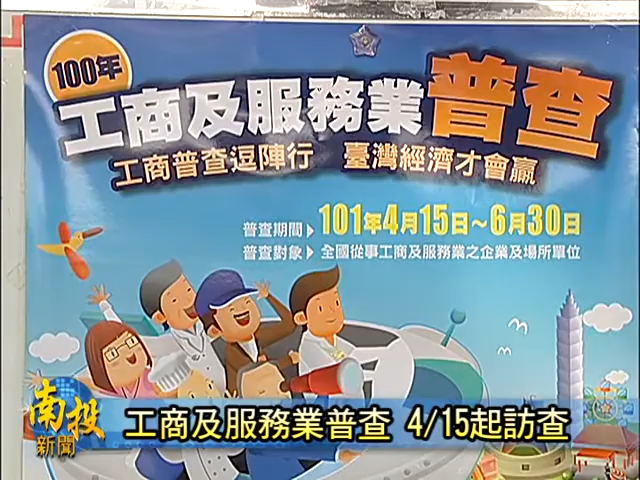 100年
工商及服務業普查
工商普查逗陣行 臺灣經濟才會贏
普查期間 101年4月15日~6月30日
普查對象 全國從事工商及服務業之企業及場所單位
南投
新聞
工商及服務業普查 4/15起訪查